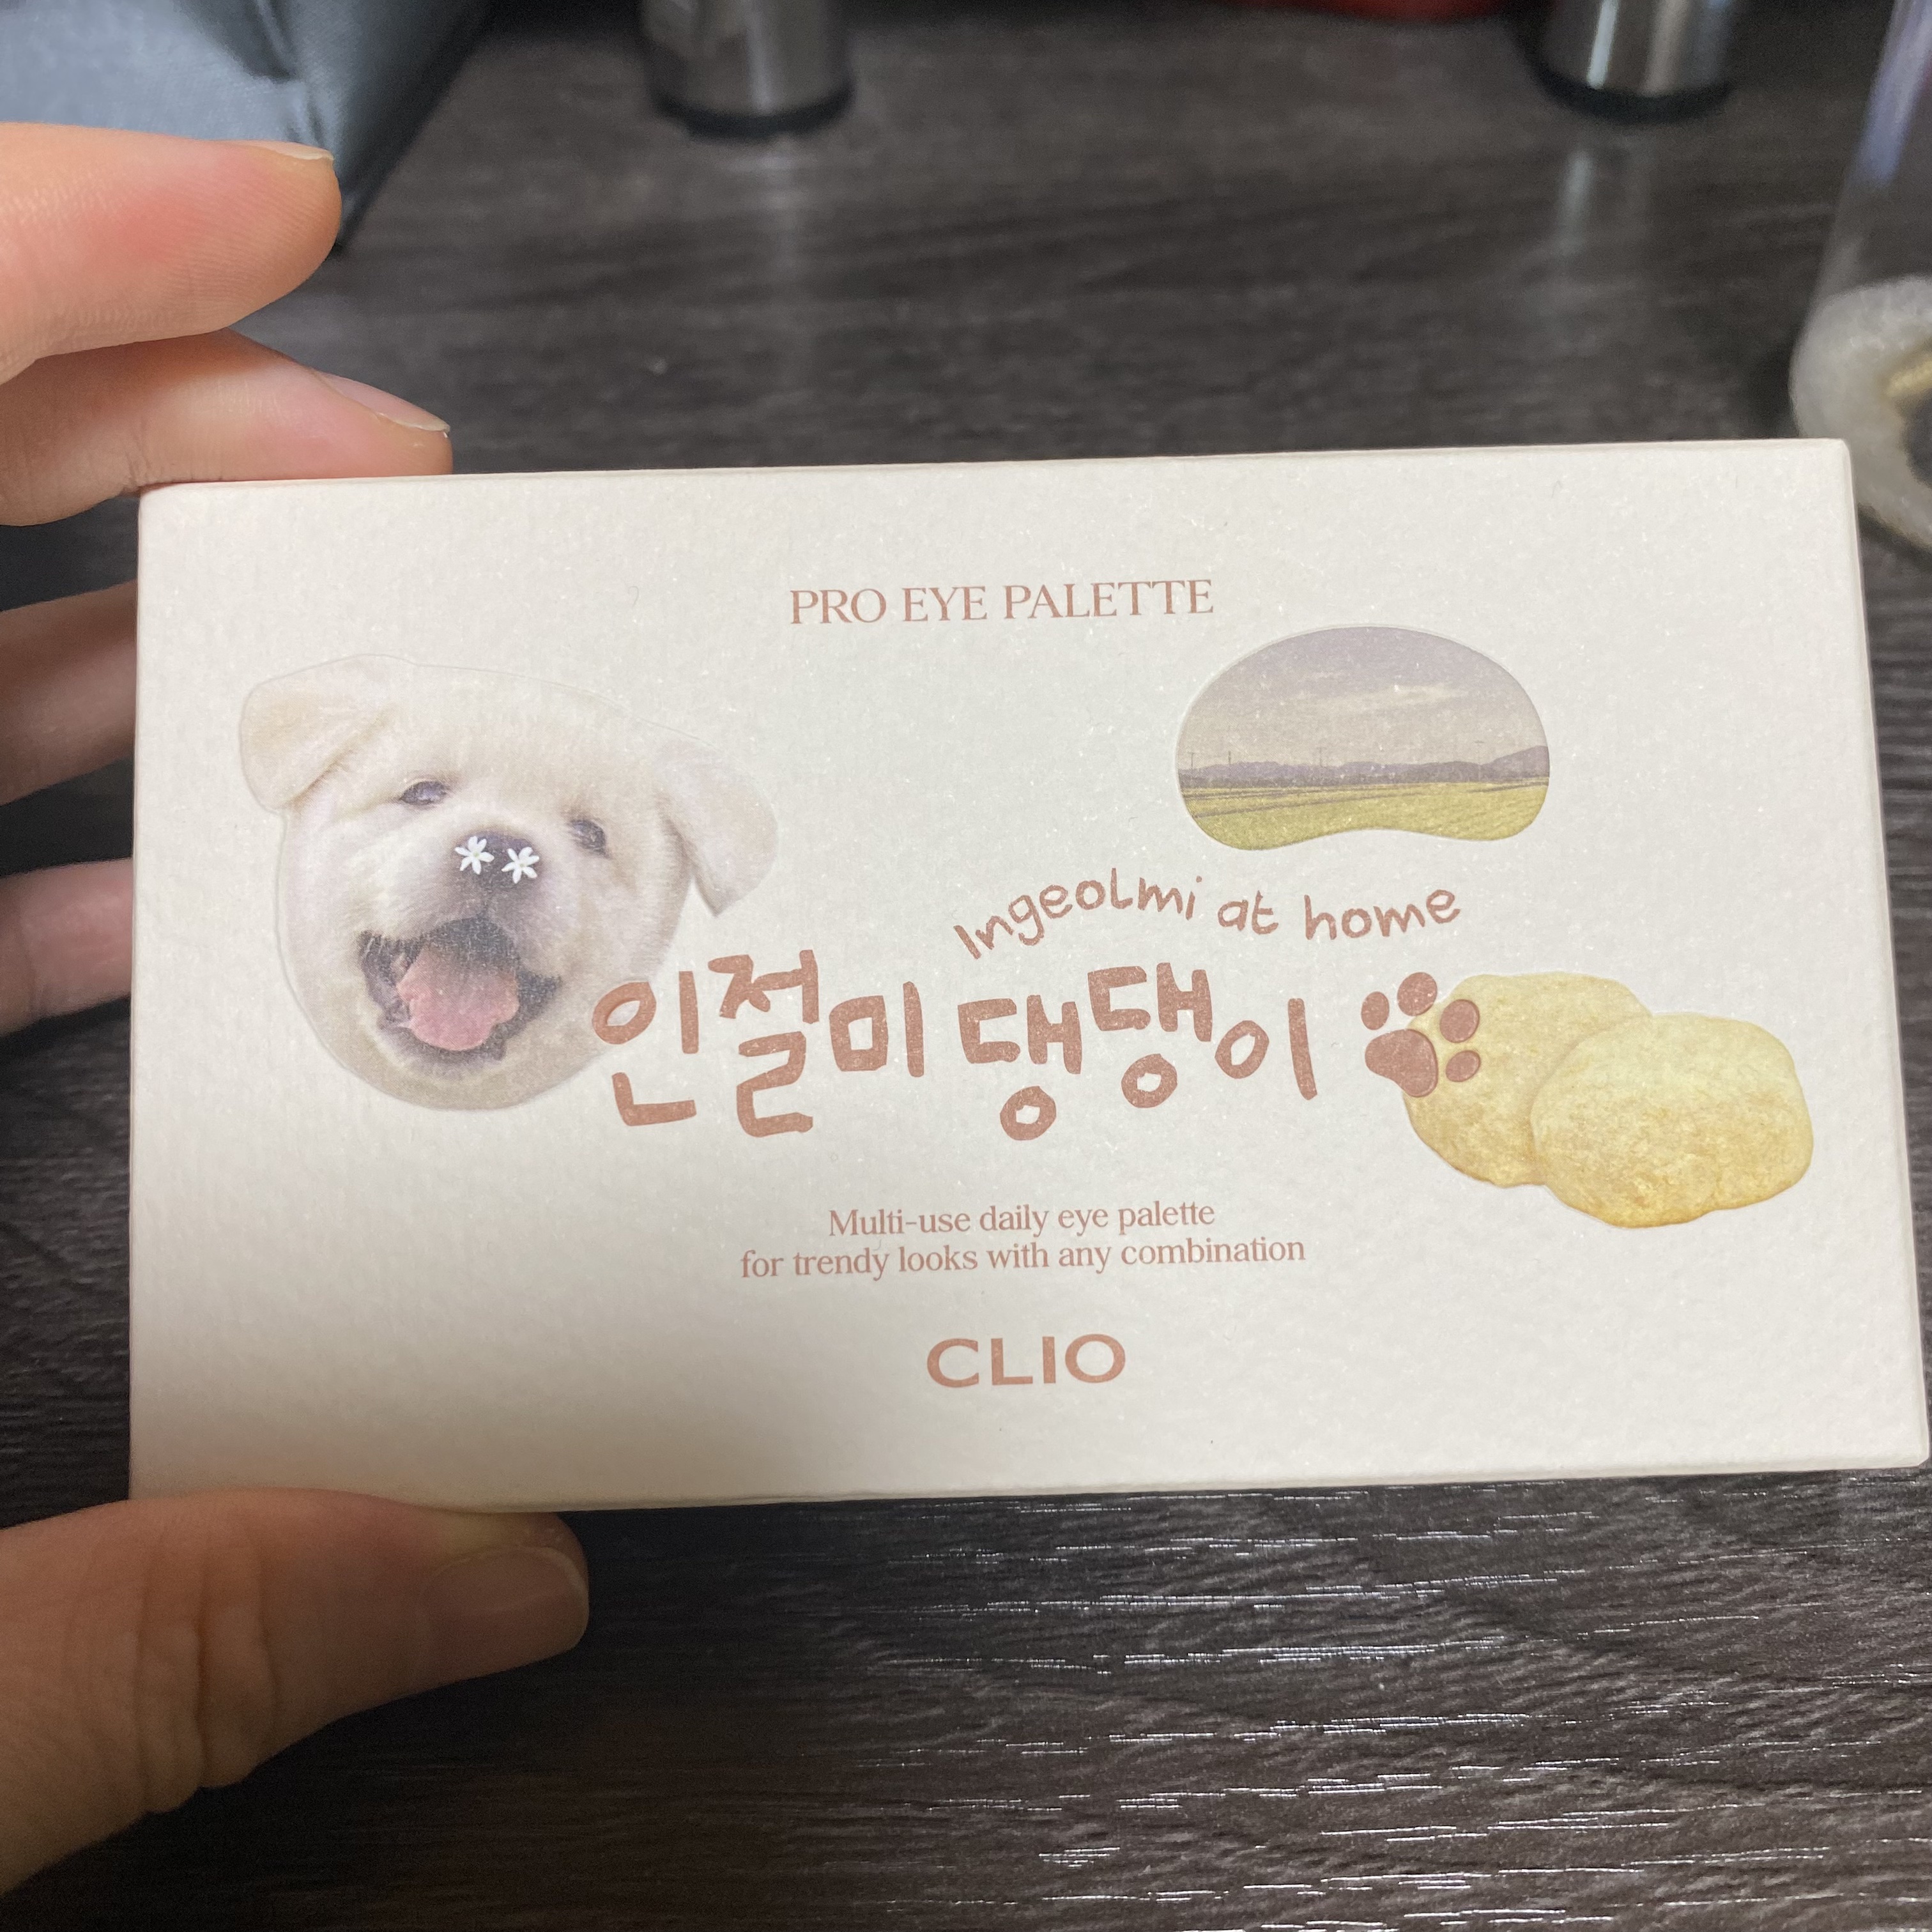 PRO EYE PALETTE
Ingeolmi at home
인절미 댕댕이
Multi-use daily eye palette
for trendy looks with any combination
CLIO